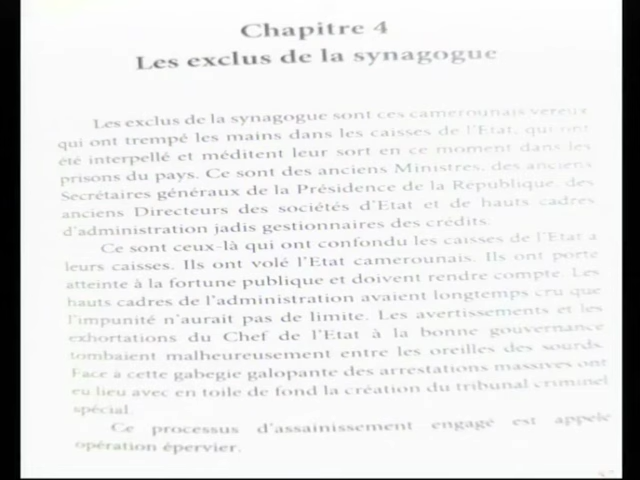 Chapitre 4
Les exclus de la synagogue
Les exclus de la synagogue sont ces camerounais véreux
qui ont trempé les mains dans les caisses de l'Etat, qui ont
été interpellé et méditent leur sort en ce moment dans les
prisons du pays. Ce sont des anciens Ministres, des anciens
Secrétaires généraux de la Présidence de la République, des
anciens Directeurs des sociétés d'Etat et de hauts cadres
d'administration jadis gestionnaires des crédits.
Ce sont ceux-là qui ont confondu les caisses de l'Etat a
leurs caisses. Ils ont volé l'Etat camerounais. Ils ont porté
atteinte à la fortune publique et doivent rendre compte. Les
hauts cadres de l'administration avaient longtemps cru que
l'impunité n'aurait pas de limite. Les avertissements et les
exhortations du Chef de l'Etat à la bonne gouvernance
tombaient malheureusement entre les oreilles des sourds.
Face à cette gabegie galopante des arrestations massives ont
eu lieu avec en toile de fond la création du tribunal criminel
spécial.
Ce processus d'assainissement engagé est appelé
opération épervier.